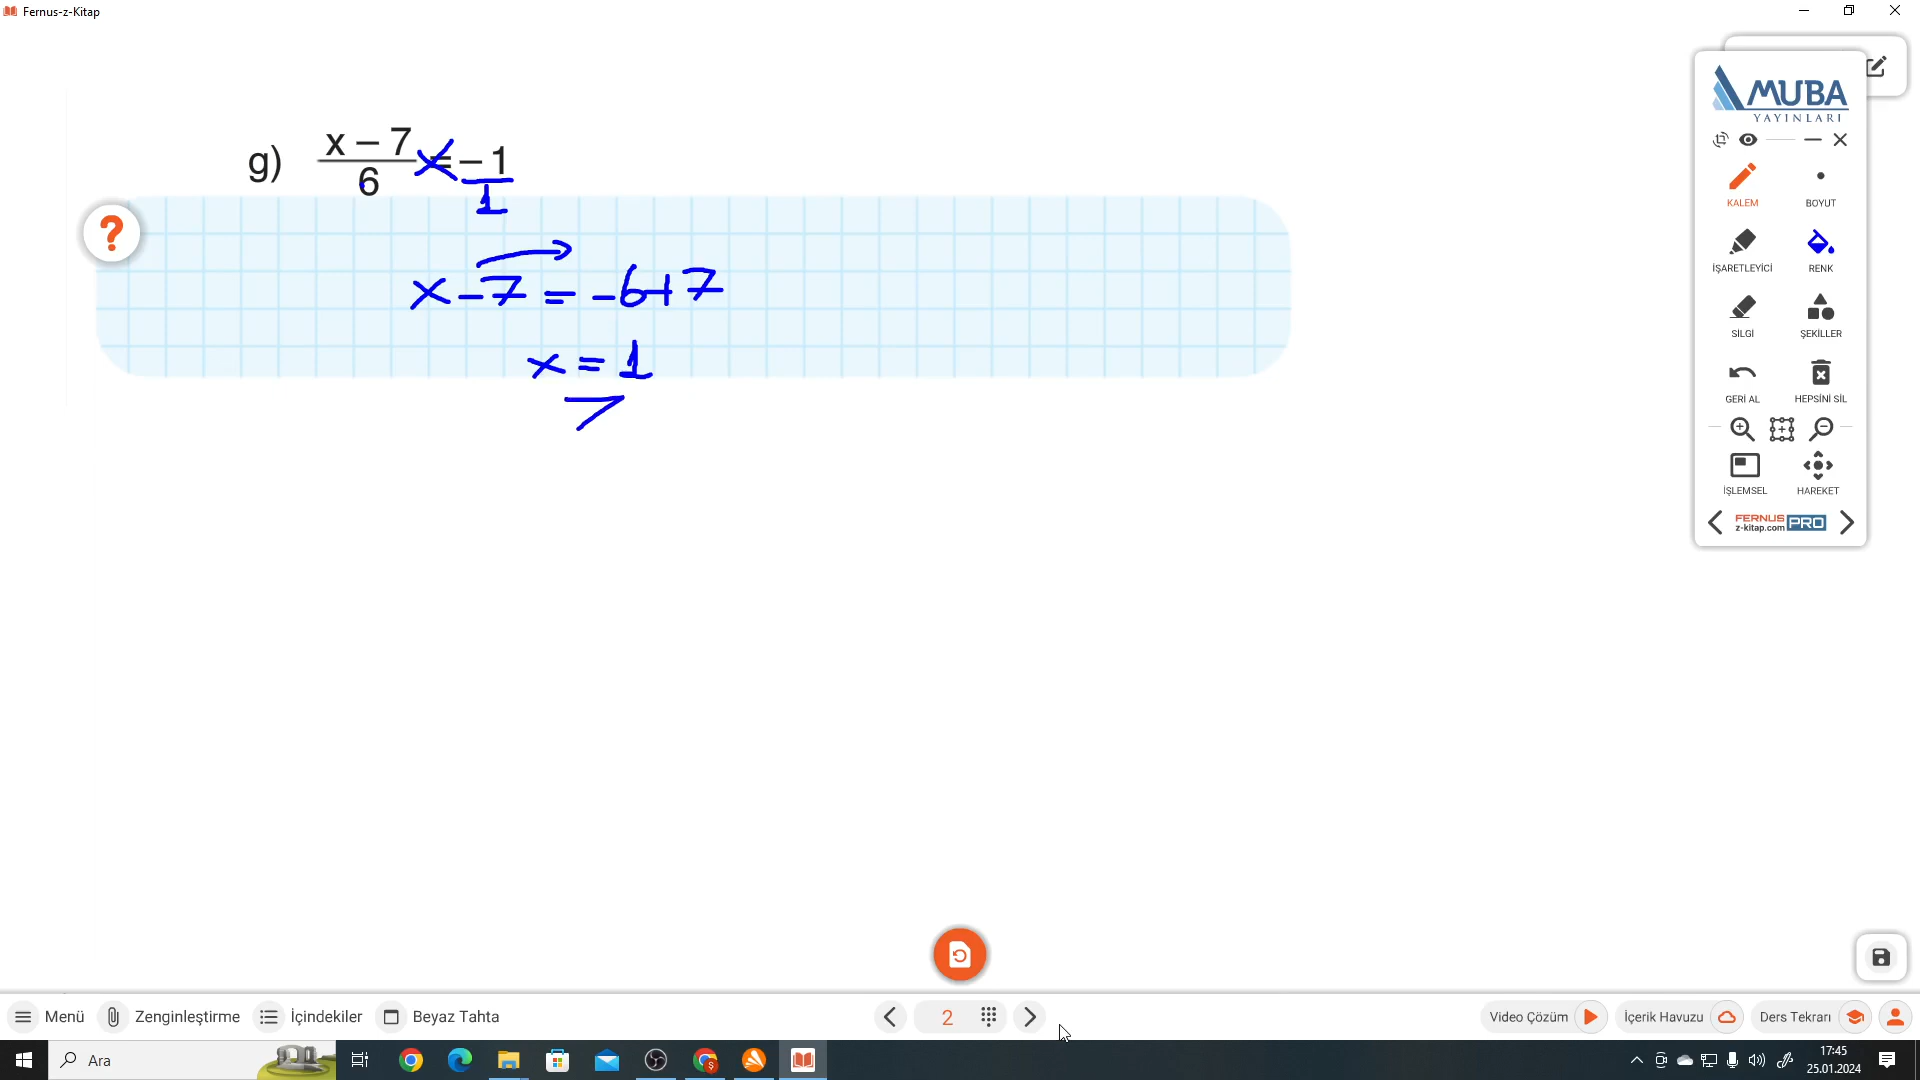 Fernus-z-Kitap
MUBA
YAYINLARI
g) x – 7 / 6 = – 1 / 1
x – 7 = – 6 + 7
x = 1
?
KALEM
BOYUT
İŞARETLEYİCİ
RENK
SİLGİ
ŞEKİLLER
GERİ AL
HEPSİNİ SİL
İŞLEMSEL
HAREKET
FERNUS PRO
z-kitap.com
Menü
Zenginleştirme
İçindekiler
Beyaz Tahta
2
Video Çözüm
İçerik Havuzu
Ders Tekrarı
Ara
17:45
25.01.2024